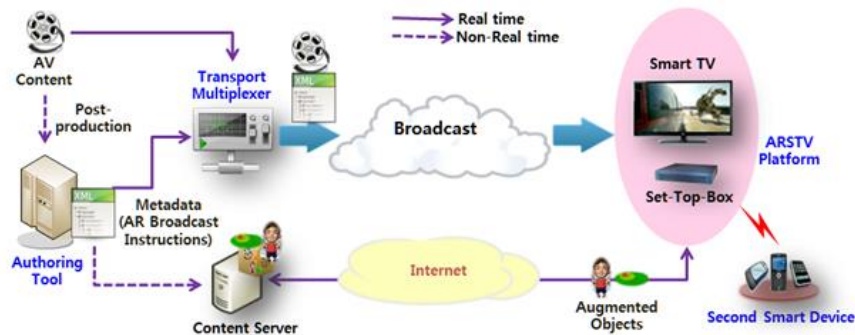 Real time
Non-Real time
AV
Content
Transport
Multiplexer
XML
Smart TV
Post-
production
Broadcast
ARSTV
Platform
XML
Metadata
(AR Broadcast
Instructions)
Set-Top-Box
Authoring
Tool
Internet
Content Server
Augmented
Objects
Second Smart Device